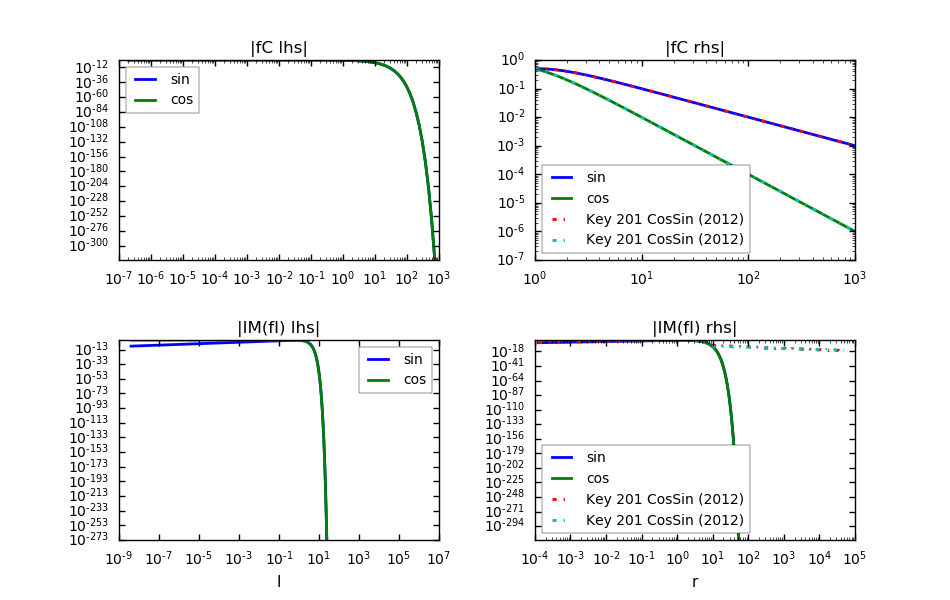 |fC lhs|
10^-12
10^-36
10^-60
10^-84
10^-108
10^-132
10^-156
10^-180
10^-204
10^-228
10^-252
10^-276
10^-300
sin
cos
10^-7 10^-6 10^-5 10^-4 10^-3 10^-2 10^-1 10^0 10^1 10^2 10^3
|fC rhs|
10^0
10^-1
10^-2
10^-3
10^-4
10^-5
10^-6
10^-7
sin
cos
Key 201 CosSin (2012)
Key 201 CosSin (2012)
10^0 10^1 10^2 10^3
|IM(fl) lhs|
10^-13
10^-33
10^-53
10^-73
10^-93
10^-113
10^-133
10^-153
10^-173
10^-193
10^-213
10^-233
10^-253
10^-273
sin
cos
10^-9 10^-7 10^-5 10^-3 10^-1 10^1 10^3 10^5 10^7
l
|IM(fl) rhs|
10^-18
10^-41
10^-64
10^-87
10^-110
10^-133
10^-156
10^-179
10^-202
10^-225
10^-248
10^-271
10^-294
sin
cos
Key 201 CosSin (2012)
Key 201 CosSin (2012)
10^-4 10^-3 10^-2 10^-1 10^0 10^1 10^2 10^3 10^4 10^5
r